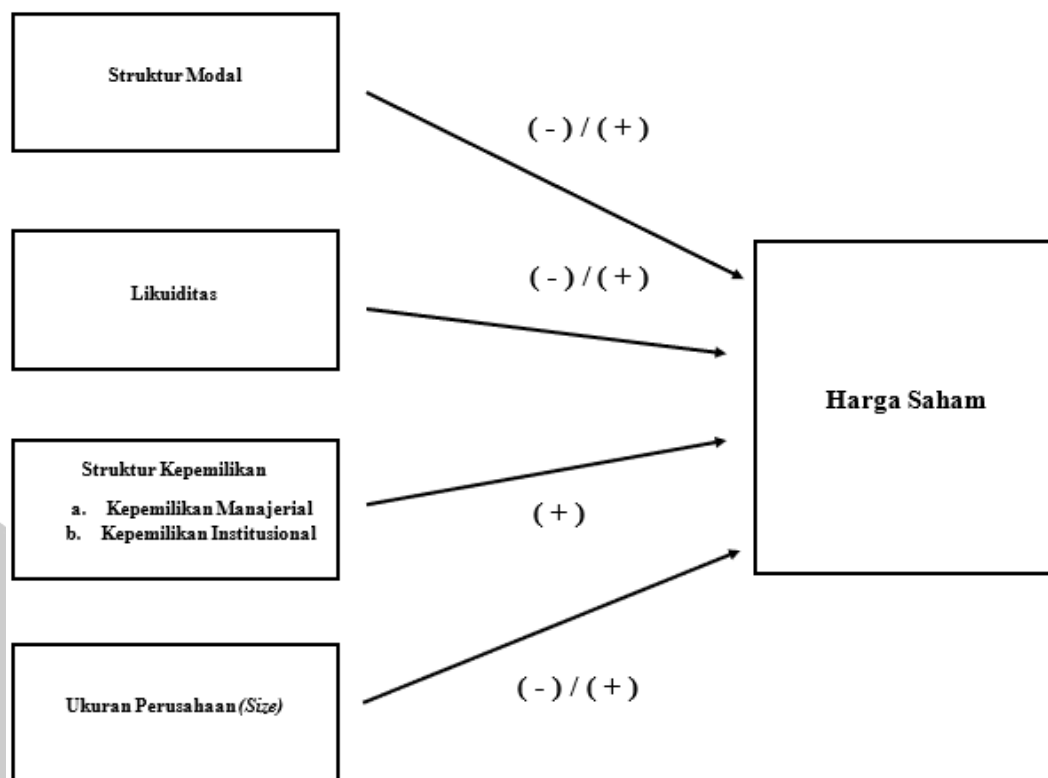 Struktur Modal
( - ) / ( + )
Likuiditas
( - ) / ( + )
Harga Saham
Struktur Kepemilikan
a. Kepemilikan Manajerial
b. Kepemilikan Institusional
( + )
Ukuran Perusahaan (Size)
( - ) / ( + )